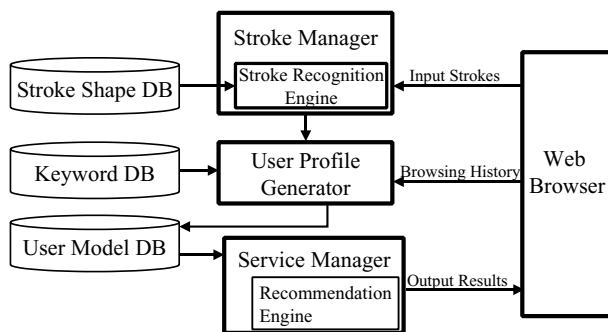 Stroke Manager
Stroke Recognition
Engine
Stroke Shape DB
Input Strokes
User Profile
Generator
Keyword DB
Browsing History
Web
Browser
User Model DB
Service Manager
Recommendation
Engine
Output Results